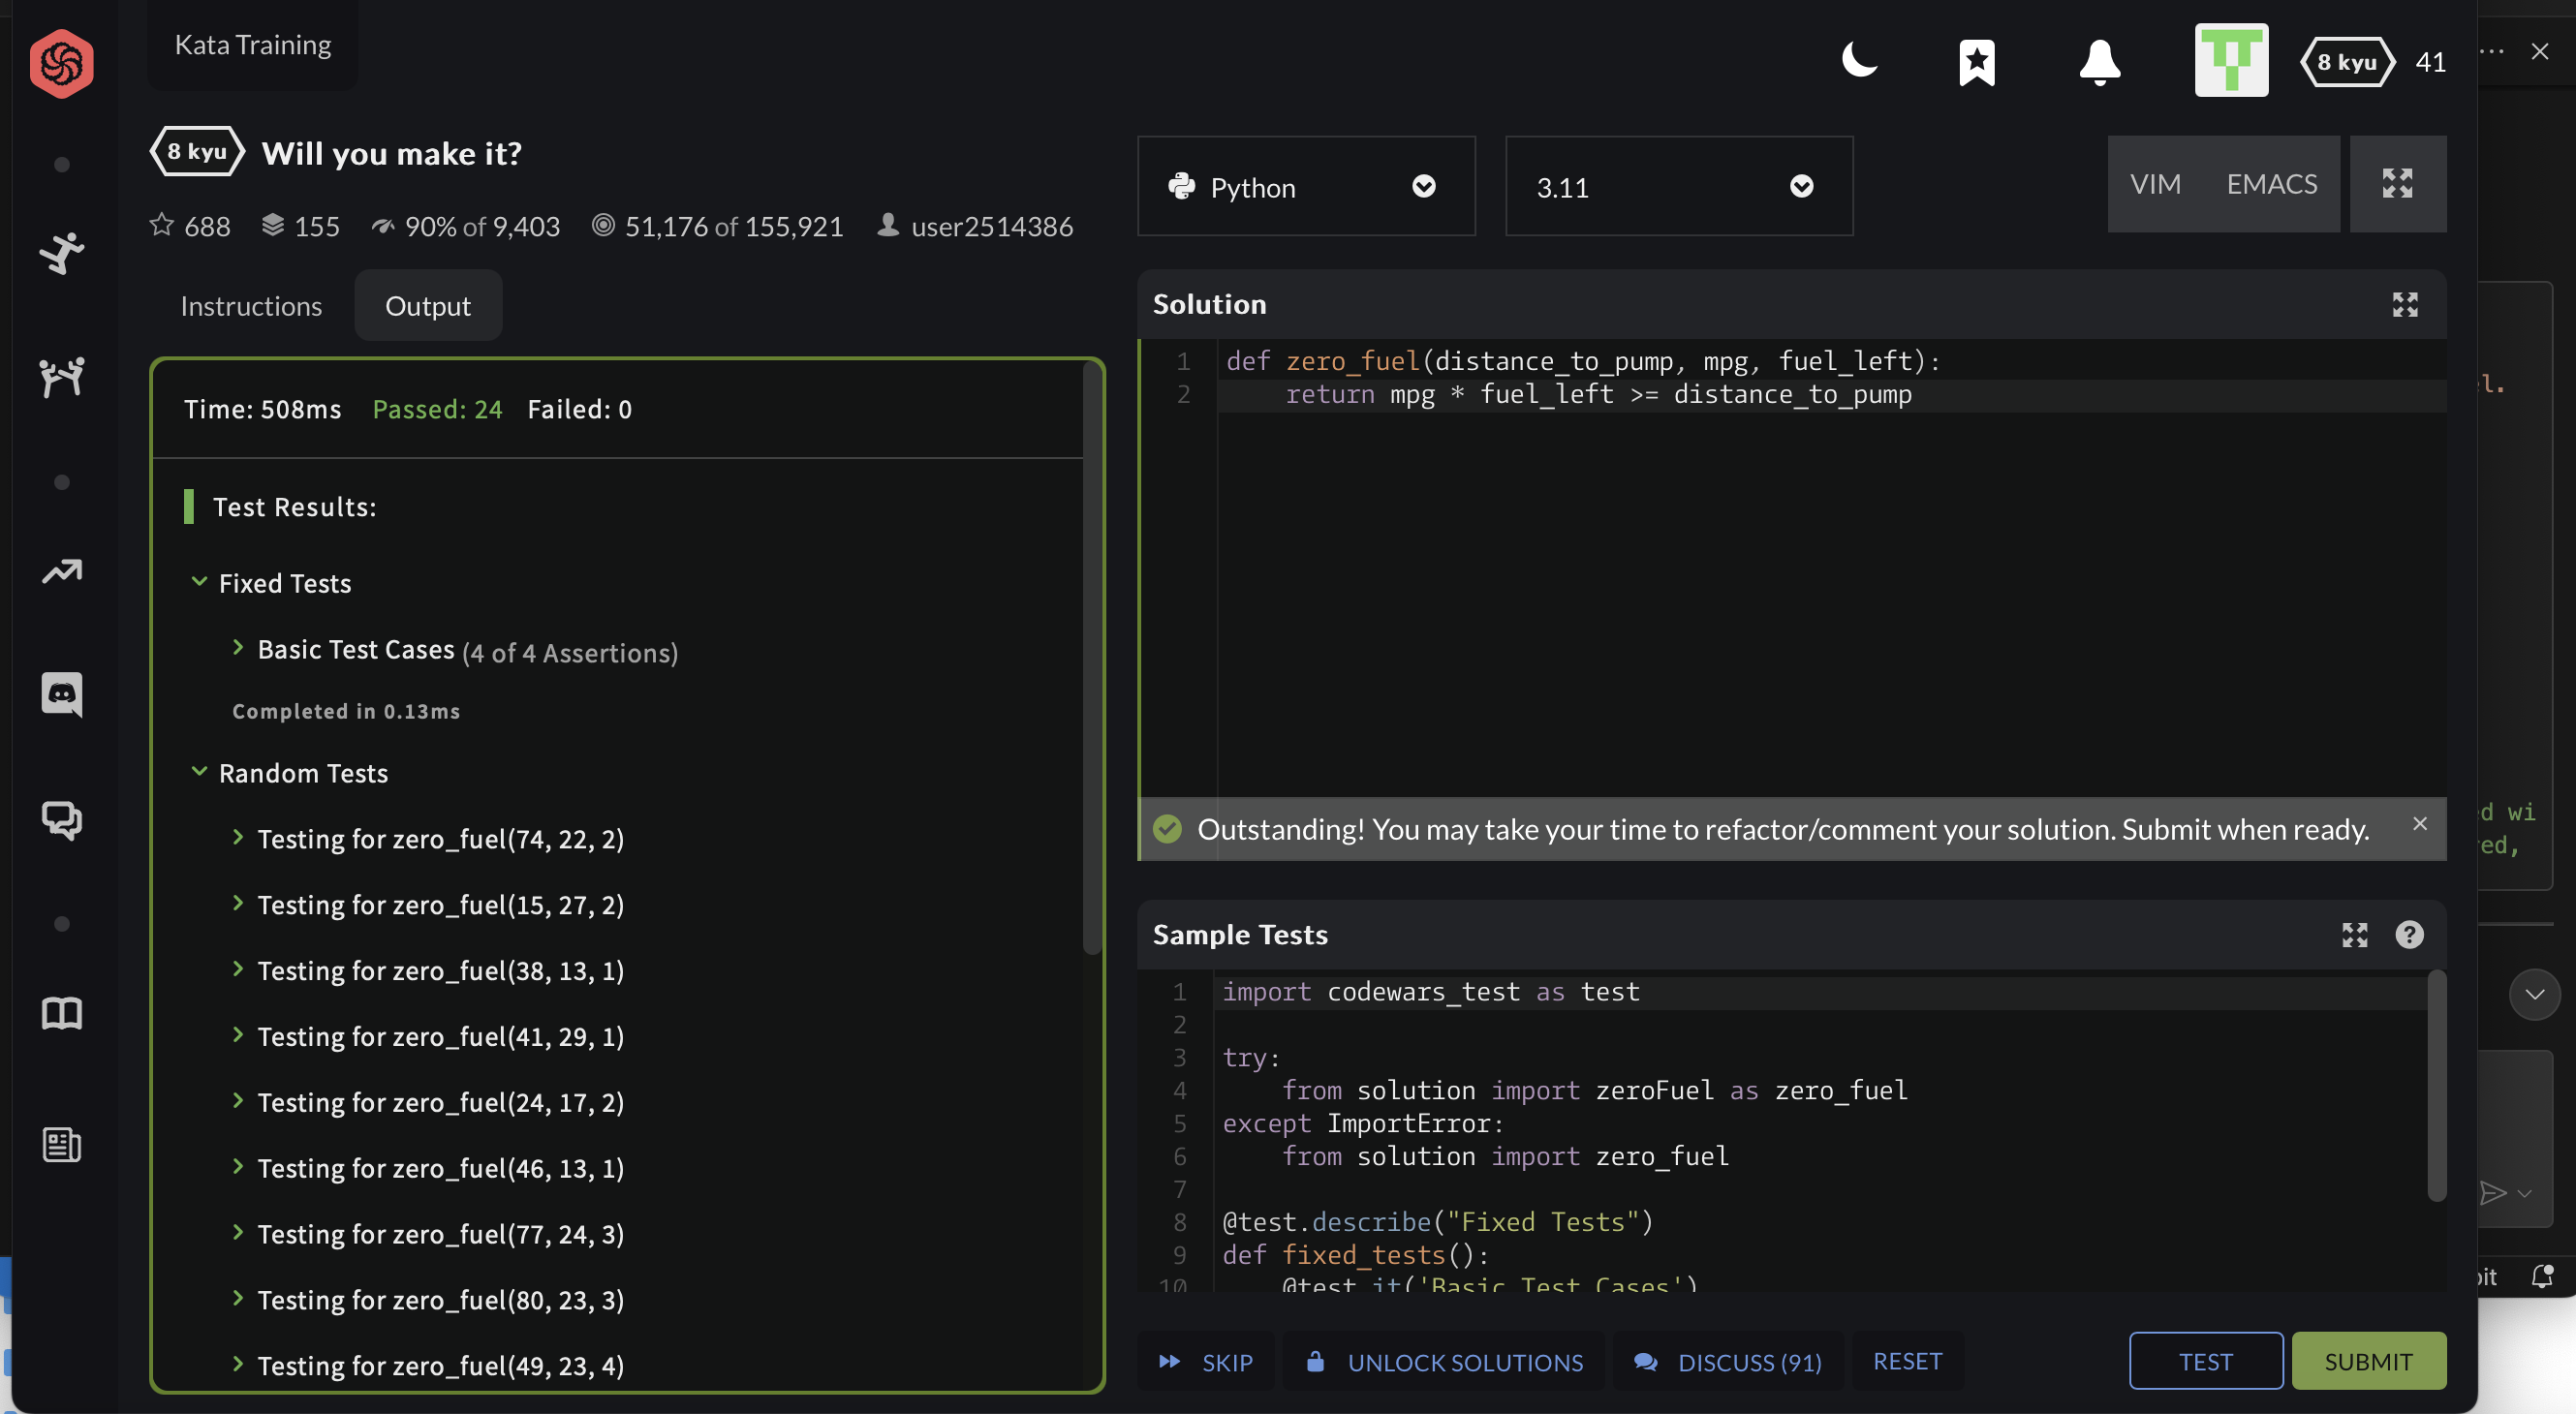 Kata Training
8 kyu
41
8 kyu Will you make it?
688 155 90% of 9,403 51,176 of 155,921 user2514386
Python
3.11
VIM EMACS
Instructions
Output
Time: 508ms Passed: 24 Failed: 0
Test Results:
Fixed Tests
Basic Test Cases (4 of 4 Assertions)
Completed in 0.13ms
Random Tests
Testing for zero_fuel(74, 22, 2)
Testing for zero_fuel(15, 27, 2)
Testing for zero_fuel(38, 13, 1)
Testing for zero_fuel(41, 29, 1)
Testing for zero_fuel(24, 17, 2)
Testing for zero_fuel(46, 13, 1)
Testing for zero_fuel(77, 24, 3)
Testing for zero_fuel(80, 23, 3)
Testing for zero_fuel(49, 23, 4)
Solution
1 def zero_fuel(distance_to_pump, mpg, fuel_left):
2     return mpg * fuel_left >= distance_to_pump
Outstanding! You may take your time to refactor/comment your solution. Submit when ready.
Sample Tests
1 import codewars_test as test
2
3 try:
4     from solution import zeroFuel as zero_fuel
5 except ImportError:
6     from solution import zero_fuel
7
8 @test.describe("Fixed Tests")
9 def fixed_tests():
10     @test.it('Basic Test Cases')
SKIP
UNLOCK SOLUTIONS
DISCUSS (91)
RESET
TEST
SUBMIT